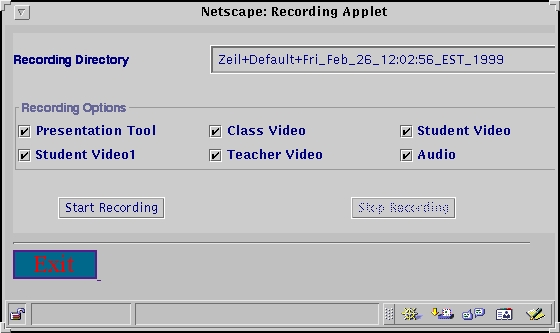 Netscape: Recording Applet
Recording Directory Zeil+Default+Fri_Feb_26_12:02:56_EST_1999
Recording Options
Presentation Tool Class Video Student Video
Student Video1 Teacher Video Audio
Start Recording Stop Recording
Exit